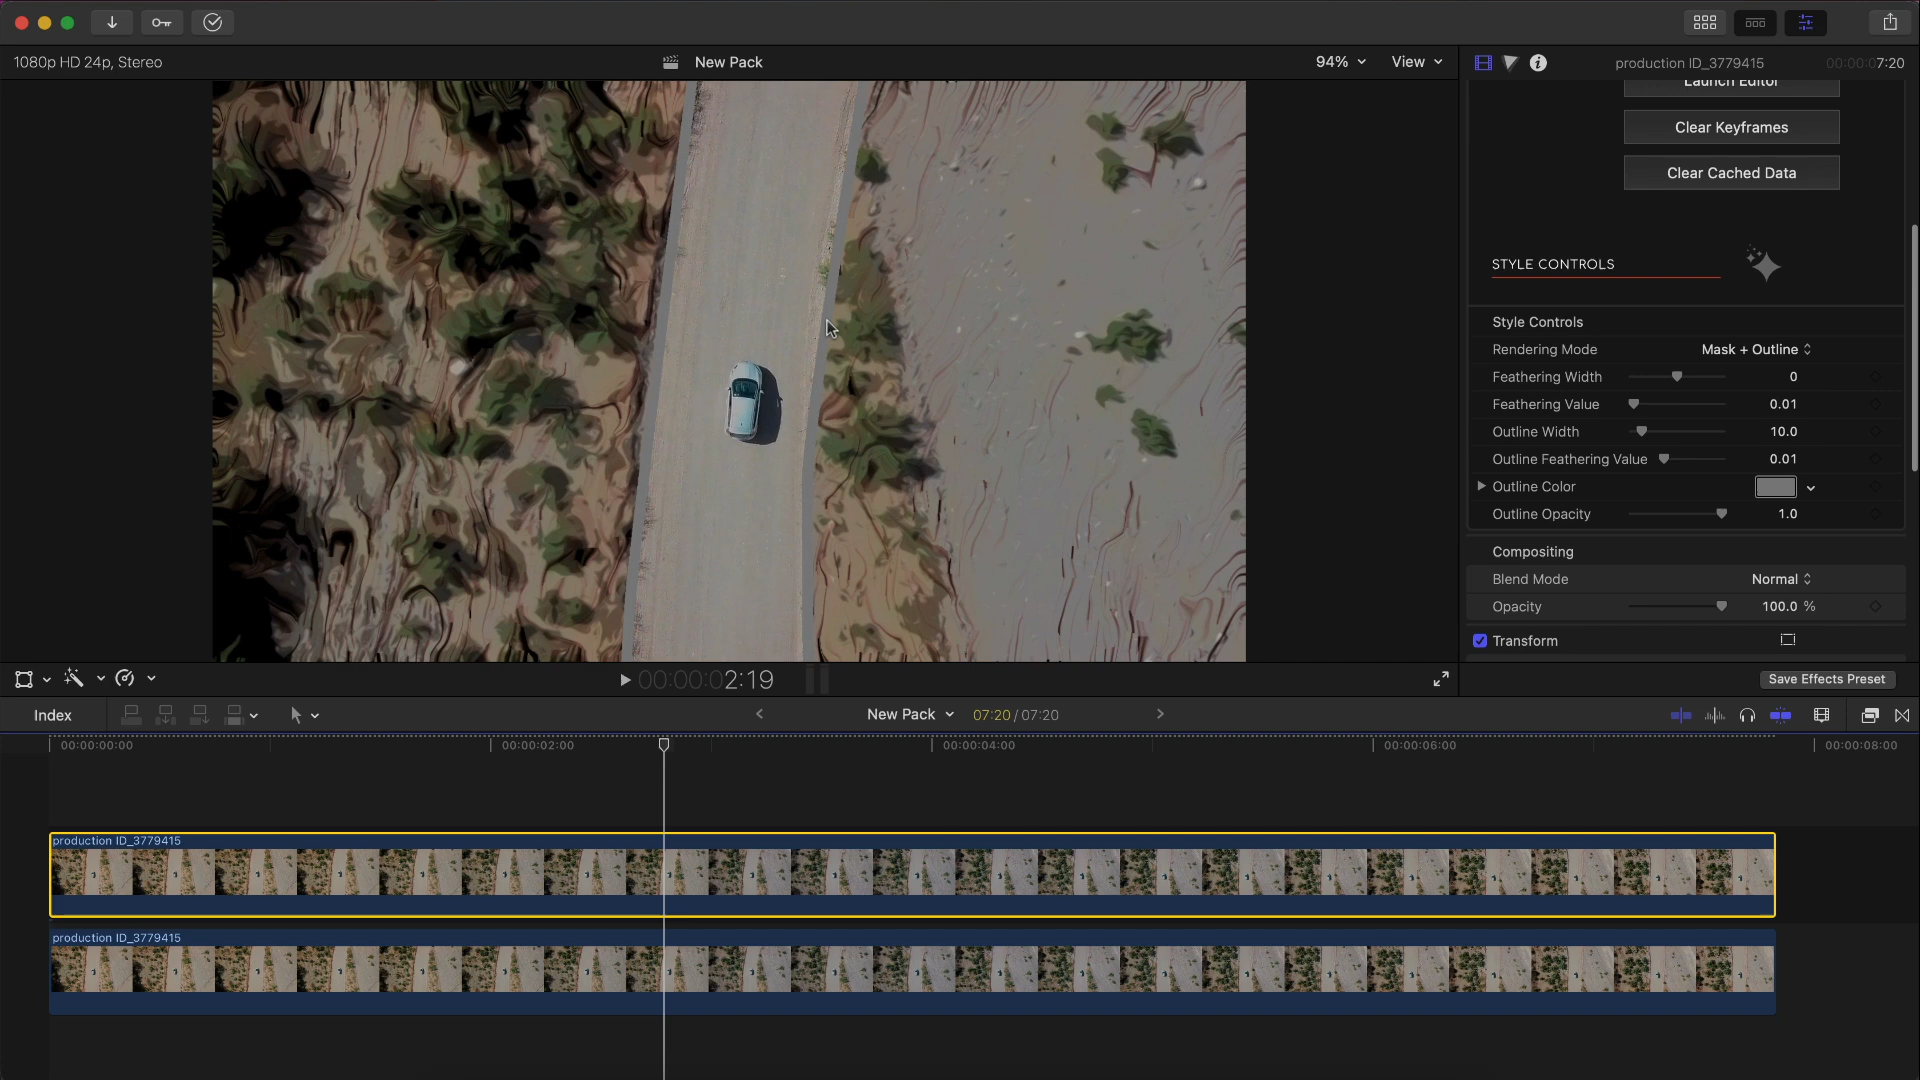 1080p HD 24p, Stereo
New Pack
94%
View
production ID_3779415
00:00:07:20
Launch Editor
Clear Keyframes
Clear Cached Data
STYLE CONTROLS
Style Controls
Rendering Mode
Mask + Outline
Feathering Width
0
Feathering Value
0.01
Outline Width
10.0
Outline Feathering Value
0.01
Outline Color
Outline Opacity
1.0
Compositing
Blend Mode
Normal
Opacity
100.0 %
Transform
00:00:02:19
Save Effects Preset
Index
New Pack
07:20 / 07:20
00:00:00:00
00:00:02:00
00:00:04:00
00:00:06:00
00:00:08:00
production ID_3779415
production ID_3779415